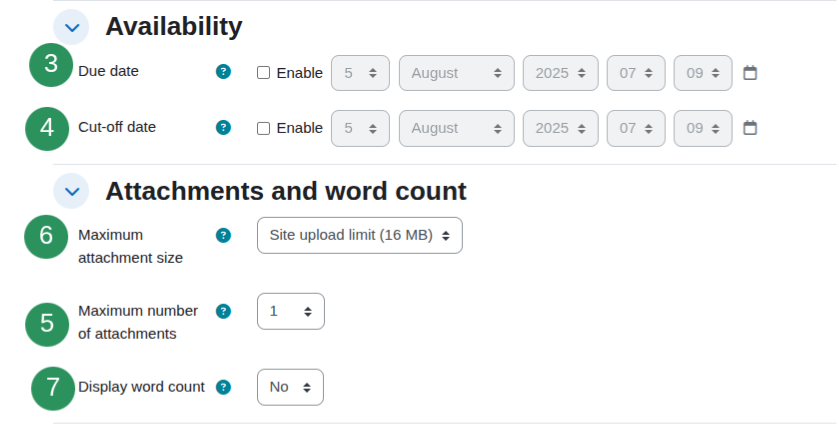 Availability
3 Due date ? Enable 5 August 2025 07 09
4 Cut-off date ? Enable 5 August 2025 07 09
Attachments and word count
6 Maximum ? Site upload limit (16 MB)
attachment size
5 Maximum number ? 1
of attachments
7 Display word count ? No